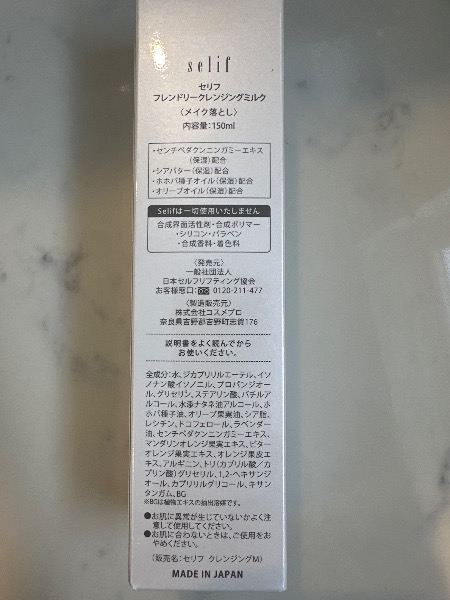 selif
セリフ
フレンドリークレンジングミルク
〈メイク落とし〉
内容量：150ml
・センチペダクンニンガミーエキス
（保湿）配合
・シアバター（保湿）配合
・ホホバ種子オイル（保湿）配合
・オリーブオイル（保湿）配合
Selifは一切使用いたしません
合成界面活性剤・合成ポリマー
・シリコン・パラベン
・合成香料・着色料
〈発売元〉
一般社団法人
日本セルフリフティング協会
お客様窓口：0120-211-477
〈製造販売元〉
株式会社コスメプロ
奈良県吉野郡吉野町志賀176
説明書をよく読んでから
お使いください。
全成分：水、ジカプリルエーテル、イソ
ノナン酸イソノニル、プロパンジオー
ル、グリセリン、ステアリン酸、バチルア
ルコール、水添ナタネ油アルコール、ホ
ホバ種子油、オリーブ果実油、シア脂、
レシチン、トコフェロール、ラベンダー
油、センチペダクンニンガミーエキス、
マンダリンオレンジ果実エキス、ビター
オレンジ果実エキス、オレンジ果皮エ
キス、アルギニン、トリ（カプリル酸／カ
プリン酸）グリセリル、1,2-ヘキサンジ
オール、カプリリルグリコール、キサン
タンガム、BG
※BGは植物エキスの抽出溶媒です。
●お肌に異常が生じていないかよく注
意して使用してください。
●お肌に合わないときは、ご使用をお
やめください。
（販売名：セリフ クレンジングM）
MADE IN JAPAN